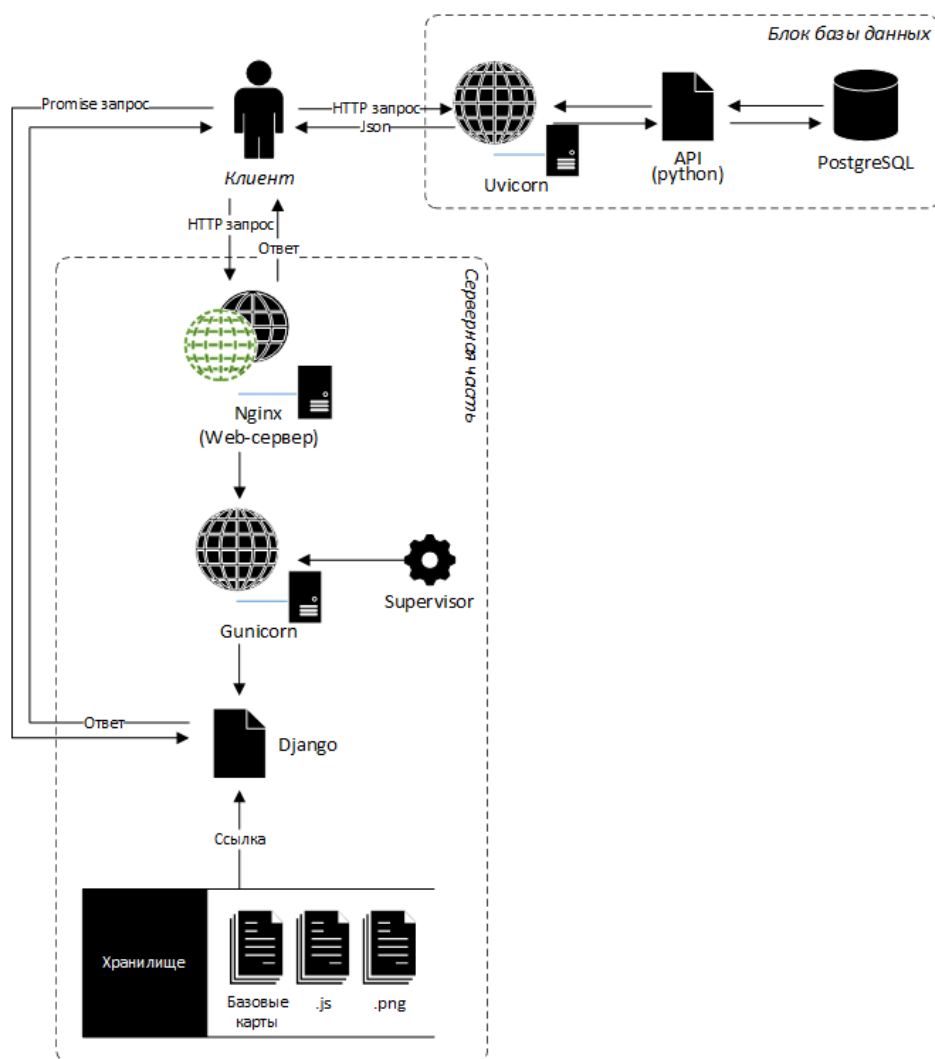 Блок базы данных
Promise запрос
HTTP запрос
Json
Клиент
Uvicorn
API
(python)
PostgreSQL
HTTP запрос
Ответ
Серверная часть
Nginx
(Web-сервер)
Supervisor
Gunicorn
Ответ
Django
Ссылка
Хранилище
Базовые
карты
.js
.png